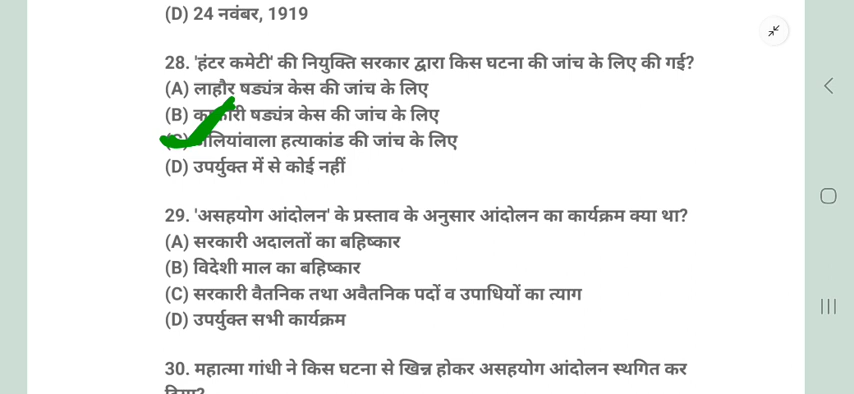 (D) 24 नवंबर, 1919
28. 'हंटर कमेटी' की नियुक्ति सरकार द्वारा किस घटना की जांच के लिए की गई?
(A) लाहौर षड्यंत्र केस की जांच के लिए
(B) षड्यंत्र केस की जांच के लिए
हत्याकांड की जांच के लिए
(D) उपर्युक्त में से कोई नहीं
29. 'असहयोग आंदोलन' के प्रस्ताव के अनुसार आंदोलन का कार्यक्रम क्या था?
(A) सरकारी अदालतों का बहिष्कार
(B) विदेशी माल का बहिष्कार
(C) सरकारी वैतनिक तथा अवैतनिक पदों व उपाधियों का त्याग
(D) उपर्युक्त सभी कार्यक्रम
30. महात्मा गांधी ने किस घटना से खिन्न होकर असहयोग आंदोलन स्थगित कर